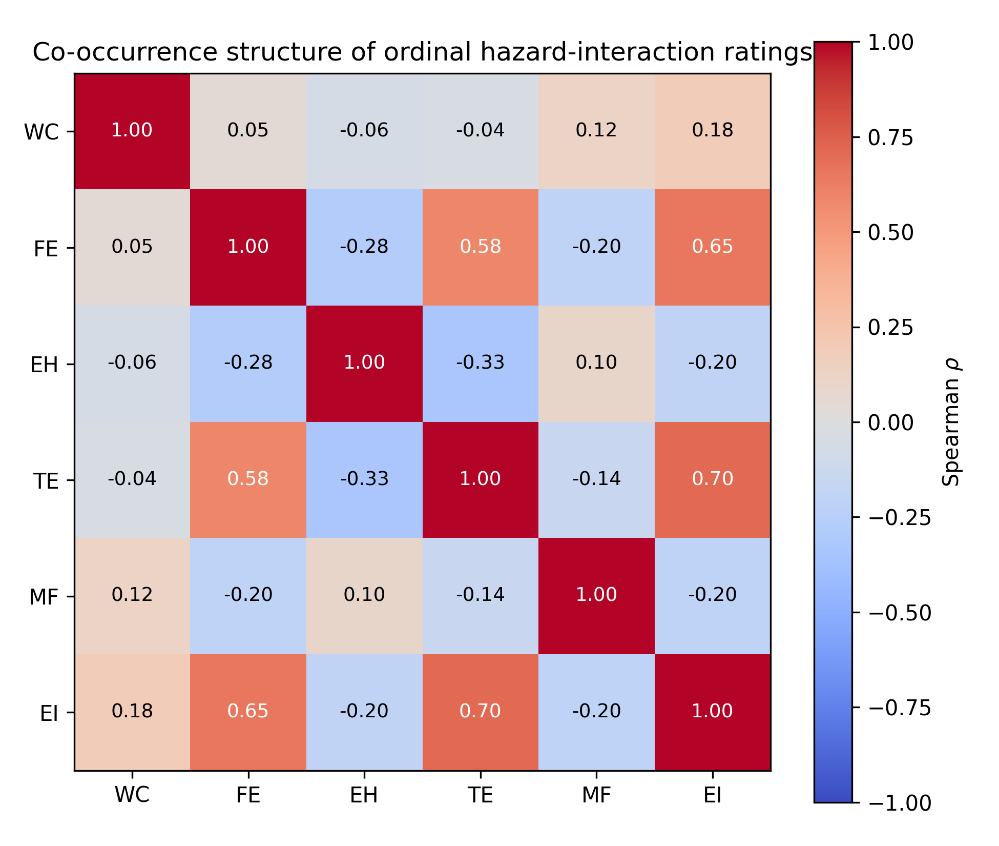 Co-occurrence structure of ordinal hazard-interaction ratings
1.00
WC 1.00 0.05 -0.06 -0.04 0.12 0.18
0.75
FE 0.05 1.00 -0.28 0.58 -0.20 0.65
0.50
0.25
EH -0.06 -0.28 1.00 -0.33 0.10 -0.20
0.00
Spearman ρ
TE -0.04 0.58 -0.33 1.00 -0.14 0.70
−0.25
MF 0.12 -0.20 0.10 -0.14 1.00 -0.20
−0.50
−0.75
EI 0.18 0.65 -0.20 0.70 -0.20 1.00
WC FE EH TE MF EI
−1.00